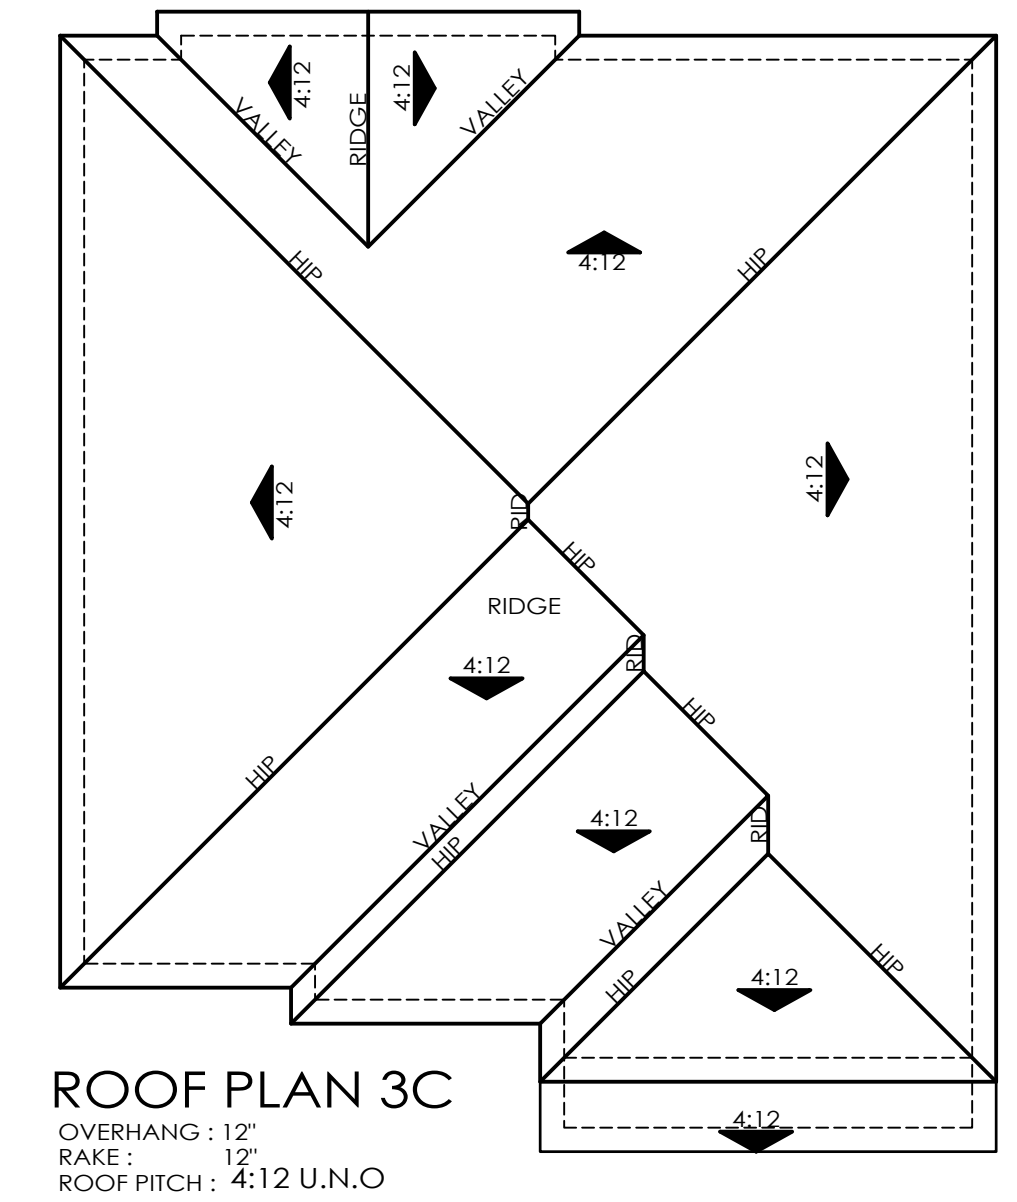 4:12
4:12
VALLEY
RIDGE
VALLEY
HIP
4:12
HIP
4:12
4:12
RID
HIP
RIDGE
4:12
RID
HIP
HIP
VALLEY
HIP
4:12
RID
VALLEY
HIP
HIP
4:12
4:12
ROOF PLAN 3C
OVERHANG : 12"
RAKE : 12"
ROOF PITCH : 4:12 U.N.O